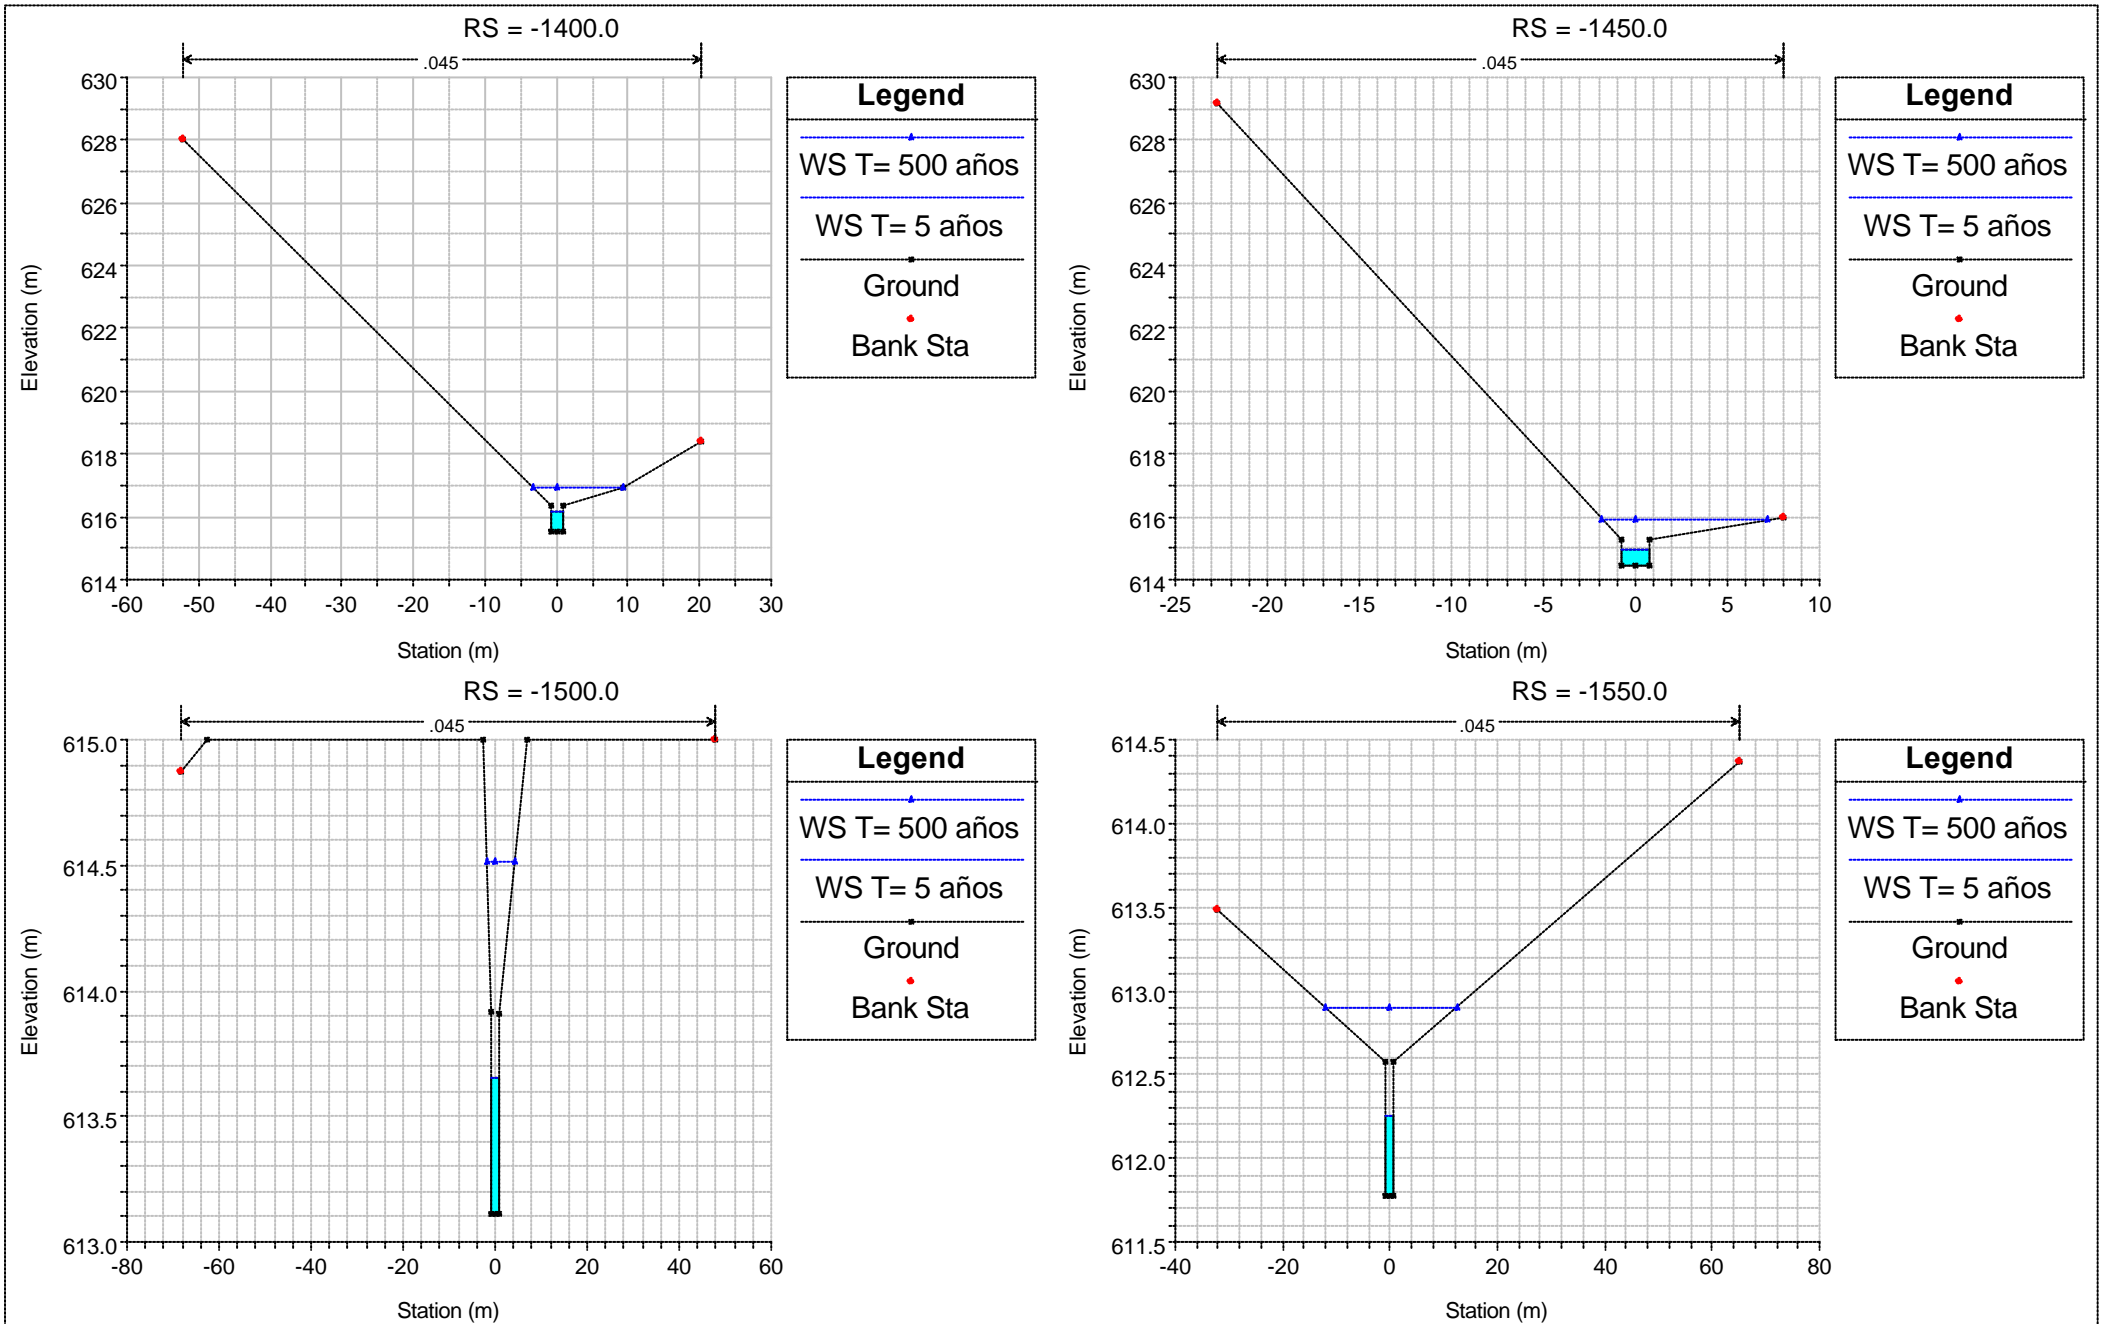 RS = -1400.0
.045
630
628
626
624
622
620
618
616
614
-60 -50 -40 -30 -20 -10 0 10 20 30
Elevation (m)
Station (m)
Legend
WS T= 500 años
WS T= 5 años
Ground
Bank Sta
RS = -1450.0
.045
630
628
626
624
622
620
618
616
614
-25 -20 -15 -10 -5 0 5 10
Elevation (m)
Station (m)
Legend
WS T= 500 años
WS T= 5 años
Ground
Bank Sta
RS = -1500.0
.045
615.0
614.5
614.0
613.5
613.0
-80 -60 -40 -20 0 20 40 60
Elevation (m)
Station (m)
Legend
WS T= 500 años
WS T= 5 años
Ground
Bank Sta
RS = -1550.0
.045
614.5
614.0
613.5
613.0
612.5
612.0
611.5
-40 -20 0 20 40 60 80
Elevation (m)
Station (m)
Legend
WS T= 500 años
WS T= 5 años
Ground
Bank Sta